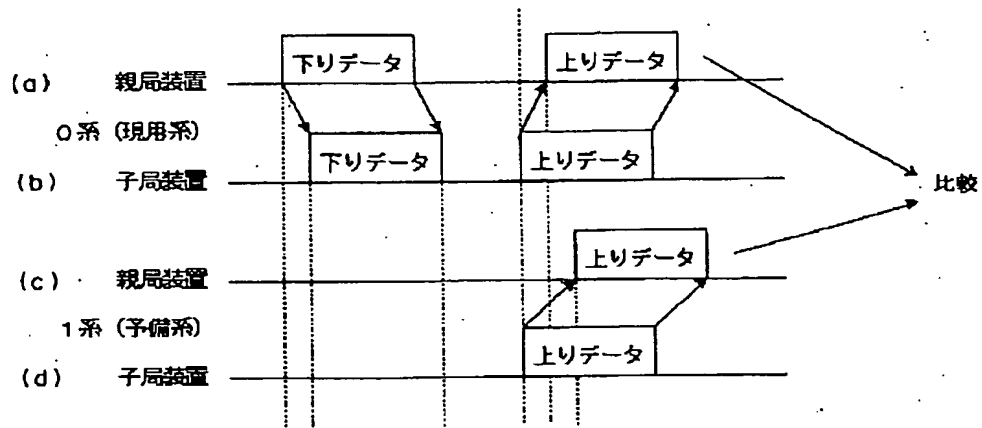 下りデータ 上りデータ
(a) 親局装置
0系 (現用系)
下りデータ 上りデータ
(b) 子局装置
比較
上りデータ
(c) 親局装置
1系 (予備系)
上りデータ
(d) 子局装置